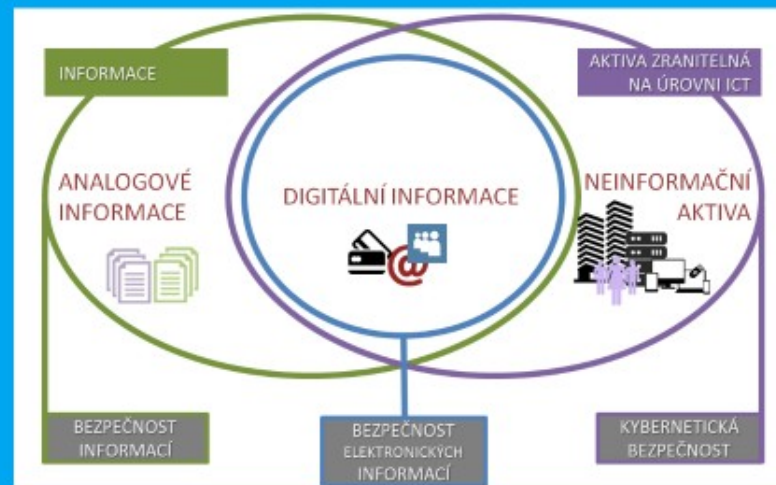 INFORMACE
AKTIVA ZRANITELNÁ
NA ÚROVNI ICT
ANALOGOVÉ
INFORMACE
DIGITÁLNÍ INFORMACE
NEINFORMAČNÍ
AKTIVA
@
BEZPEČNOST
INFORMACÍ
BEZPEČNOST
ELEKTRONICKÝCH
INFORMACÍ
KYBERNETICKÁ
BEZPEČNOST